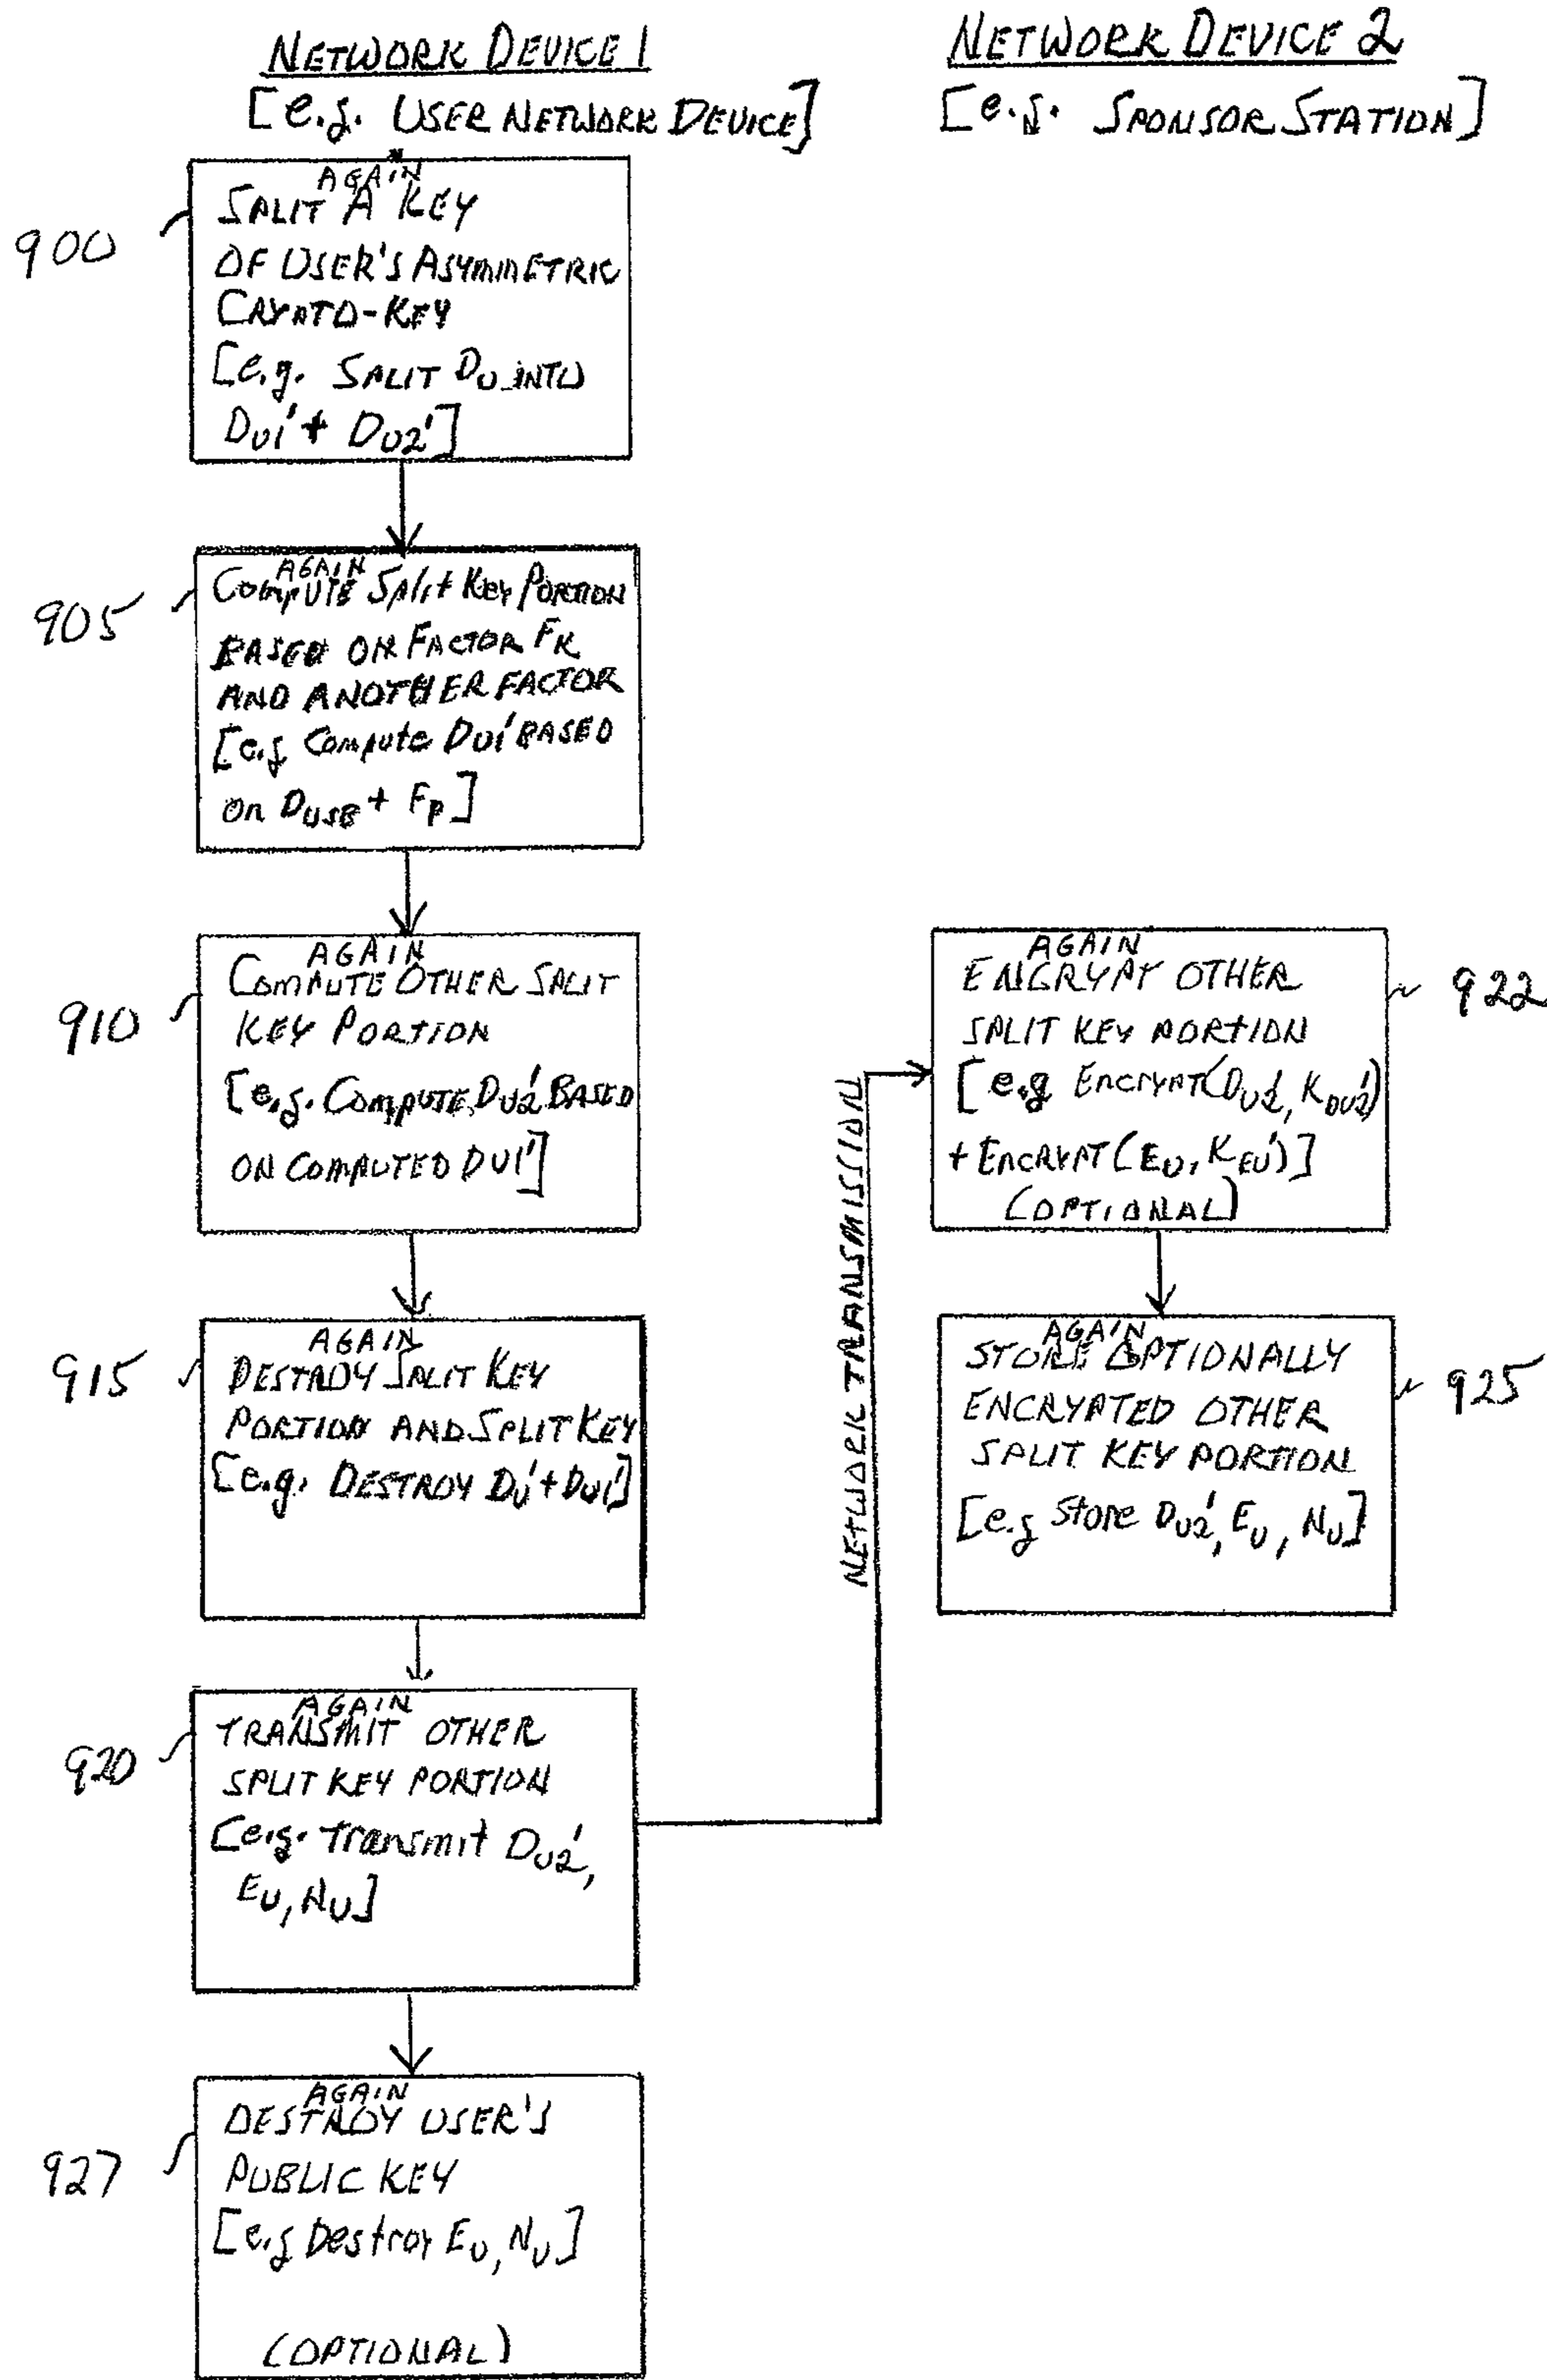 NETWORK DEVICE 1
[e.g. USER NETWORK DEVICE]
NETWORK DEVICE 2
[e.g. SPONSOR STATION]
900
AGAIN
SPLIT A KEY
OF USER'S ASYMMETRIC
CRYPTO-KEY
[e.g. SPLIT DU INTO
DU1' + DU2']
905
AGAIN
COMPUTE Split KEY PORTION
BASED ON FACTOR FK
AND ANOTHER FACTOR
[e.g Compute DU1' BASED
on DUSB + FP]
910
AGAIN
COMPUTE OTHER SPLIT
KEY PORTION
[e.g. COMPUTE DU2' BASED
ON COMPUTED DU1']
915
AGAIN
DESTROY SPLIT KEY
PORTION AND SPLIT KEY
[e.g. DESTROY DU' + DU1']
920
AGAIN
TRANSMIT OTHER
SPLIT KEY PORTION
[e.g. transmit DU2',
EU, NU]
927
AGAIN
DESTROY USER'S
PUBLIC KEY
[e.g Destroy EU, NU]
(OPTIONAL)
NETWORK TRANSMISSION
922
AGAIN
ENCRYPT OTHER
SPLIT KEY PORTION
[e.g ENCRYPT(DU2', KDU2')
+ ENCRYPT(EU, KEU')]
(OPTIONAL)
925
AGAIN
STORE OPTIONALLY
ENCRYPTED OTHER
SPLIT KEY PORTION
[e.g Store DU2', EU, NU]